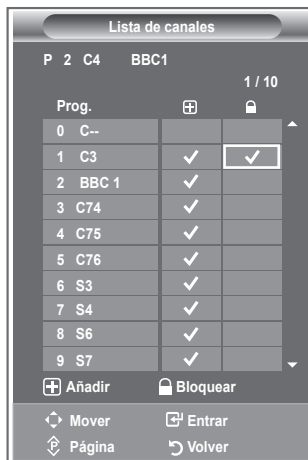 Lista de canales
P 2 C4 BBC1
1 / 10
Prog.
0 C--
1 C3
2 BBC 1
3 C74
4 C75
5 C76
6 S3
7 S4
8 S6
9 S7
Añadir Bloquear
Mover Entrar
Página Volver